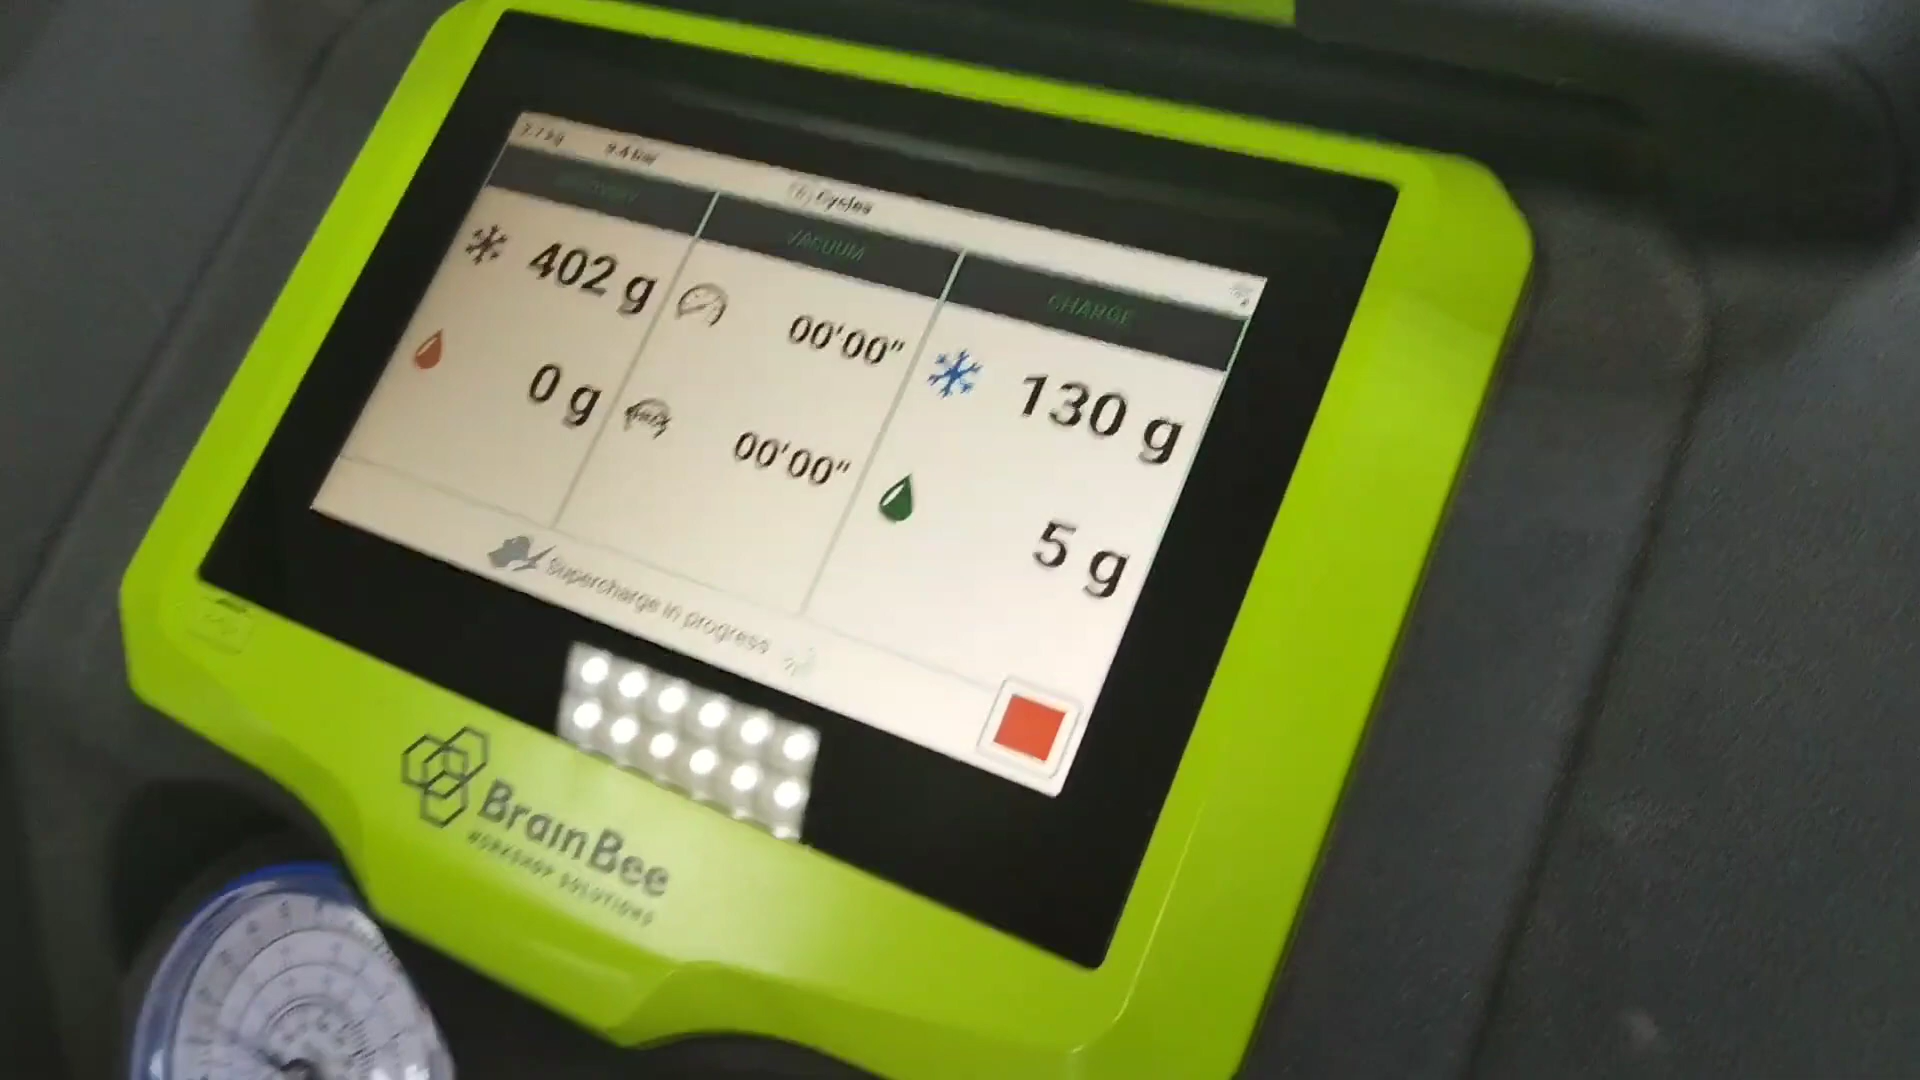 Cycles
VACUUM
CHARGE
402 g
0 g
00'00"
00'00"
130 g
5 g
Supercharge in progress
BrainBee
WORKSHOP SOLUTIONS